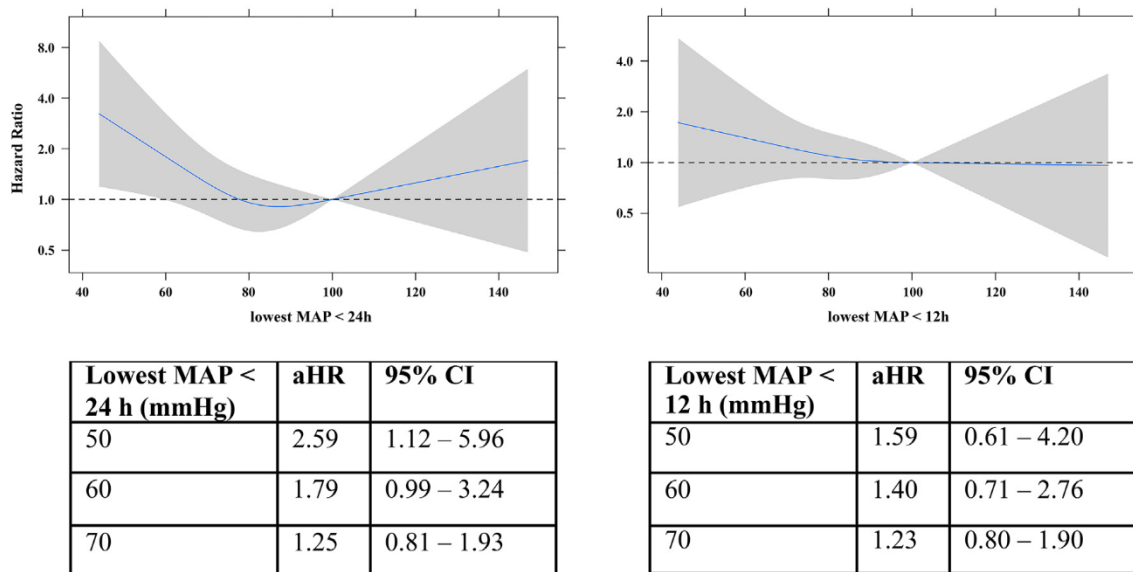 8.0
4.0
2.0
1.0
0.5
Hazard Ratio
40 60 80 100 120 140
lowest MAP < 24h
4.0
2.0
1.0
0.5
40 60 80 100 120 140
lowest MAP < 12h
Lowest MAP < 24 h (mmHg) aHR 95% CI
50 2.59 1.12 – 5.96
60 1.79 0.99 – 3.24
70 1.25 0.81 – 1.93
Lowest MAP < 12 h (mmHg) aHR 95% CI
50 1.59 0.61 – 4.20
60 1.40 0.71 – 2.76
70 1.23 0.80 – 1.90